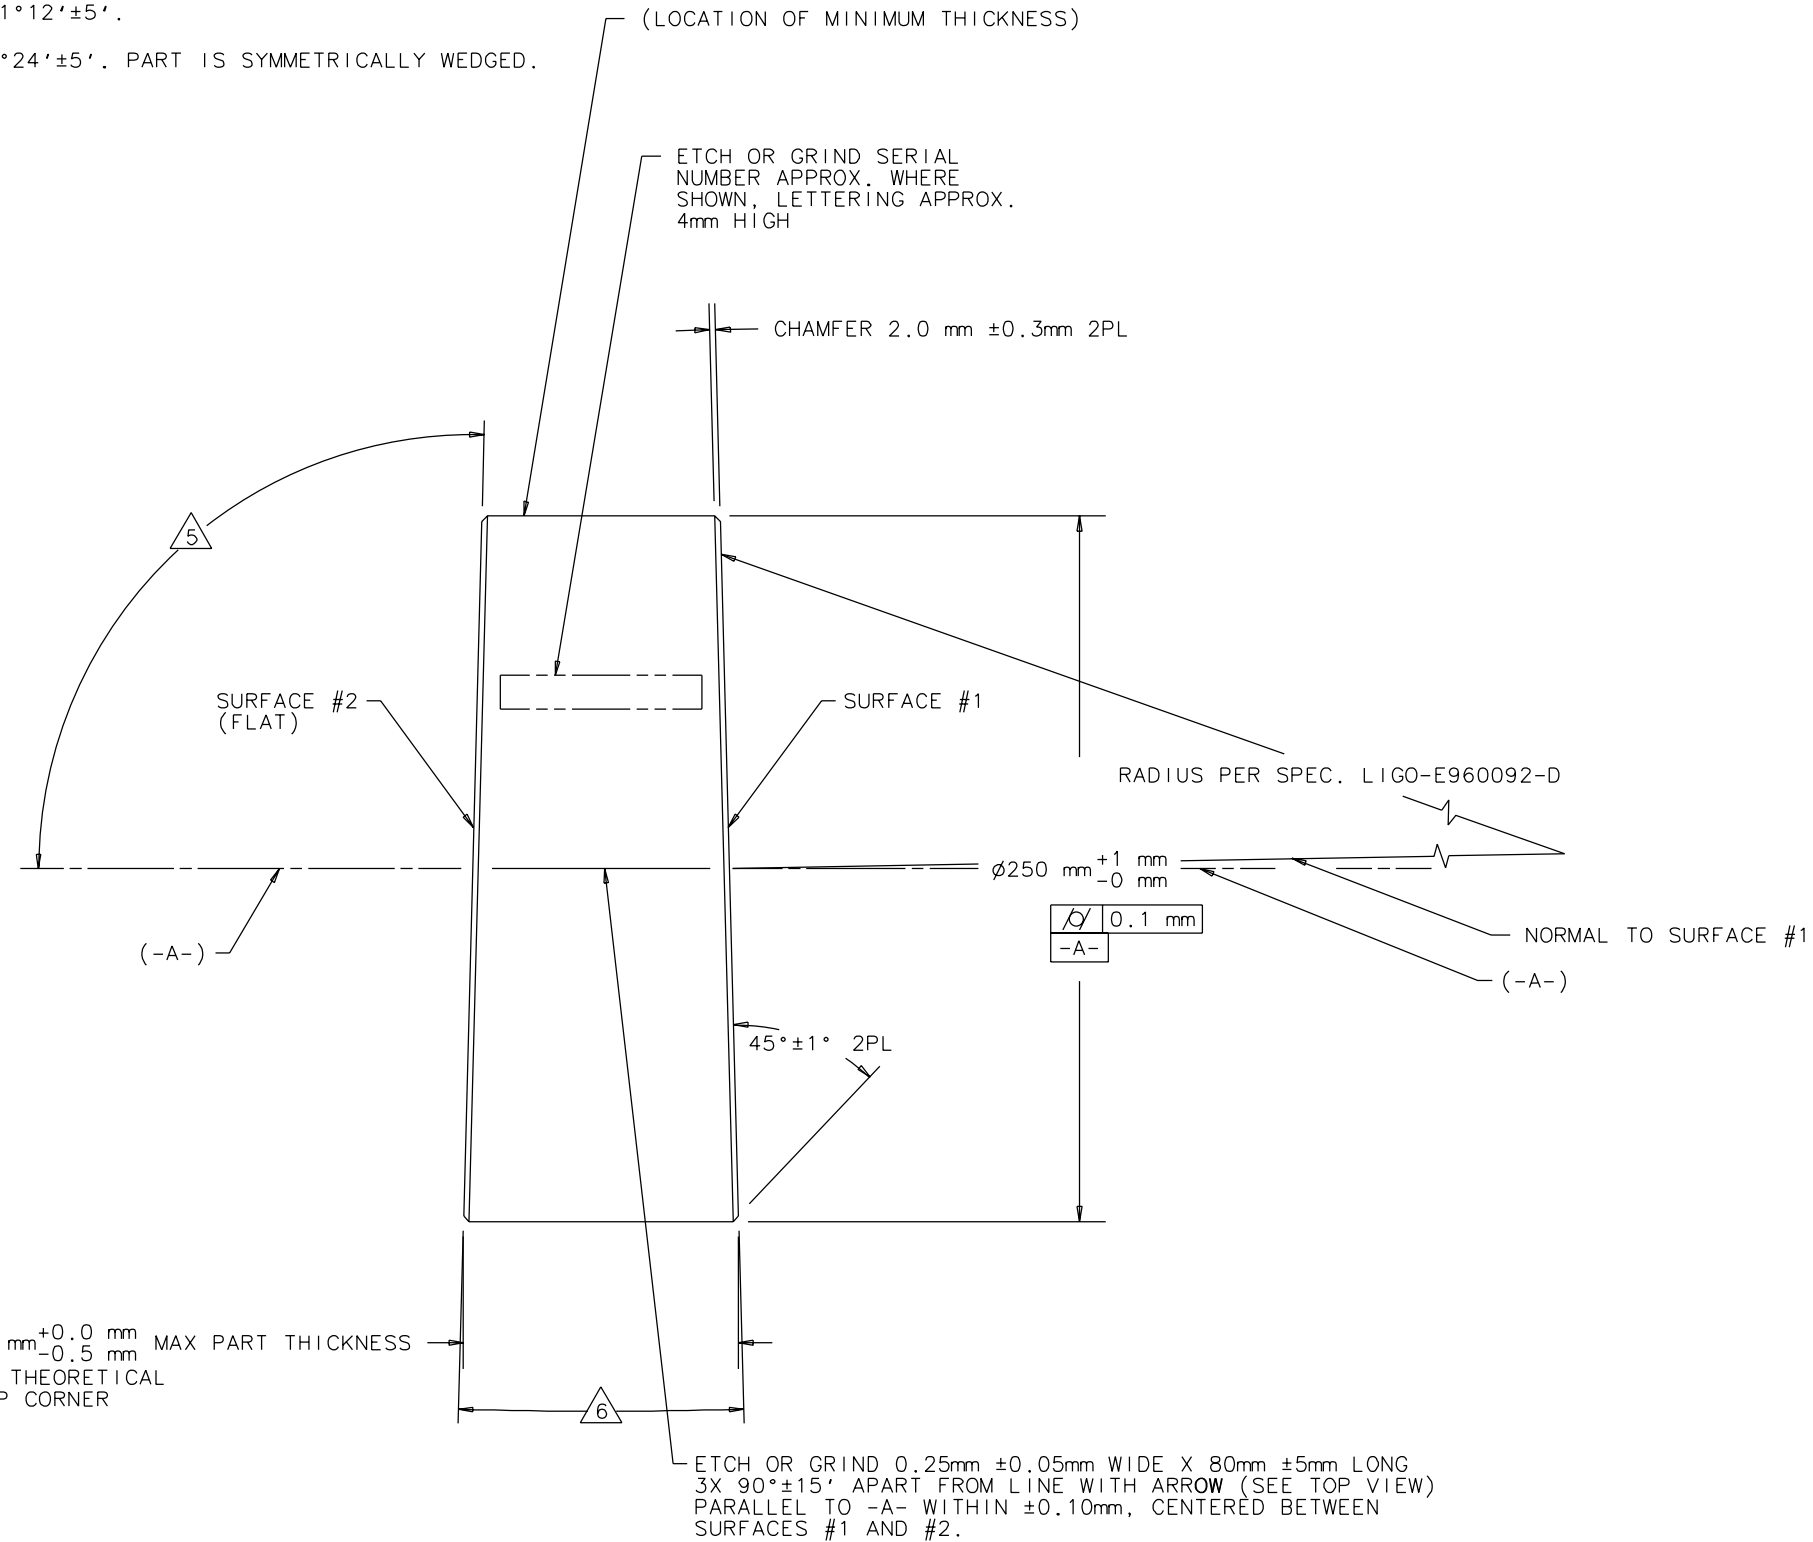 1°12'±5'.
°24'±5'. PART IS SYMMETRICALLY WEDGED.
(LOCATION OF MINIMUM THICKNESS)
ETCH OR GRIND SERIAL
NUMBER APPROX. WHERE
SHOWN, LETTERING APPROX.
4mm HIGH
CHAMFER 2.0 mm ±0.3mm 2PL
5
SURFACE #2
(FLAT)
SURFACE #1
RADIUS PER SPEC. LIGO-E960092-D
⌀250 mm +1 mm
-0 mm
⌭ 0.1 mm
-A-
NORMAL TO SURFACE #1
(-A-)
(-A-)
45°±1° 2PL
mm +0.0 mm
-0.5 mm
MAX PART THICKNESS
THEORETICAL
P CORNER
6
ETCH OR GRIND 0.25mm ±0.05mm WIDE X 80mm ±5mm LONG
3X 90°±15' APART FROM LINE WITH ARROW (SEE TOP VIEW)
PARALLEL TO -A- WITHIN ±0.10mm, CENTERED BETWEEN
SURFACES #1 AND #2.